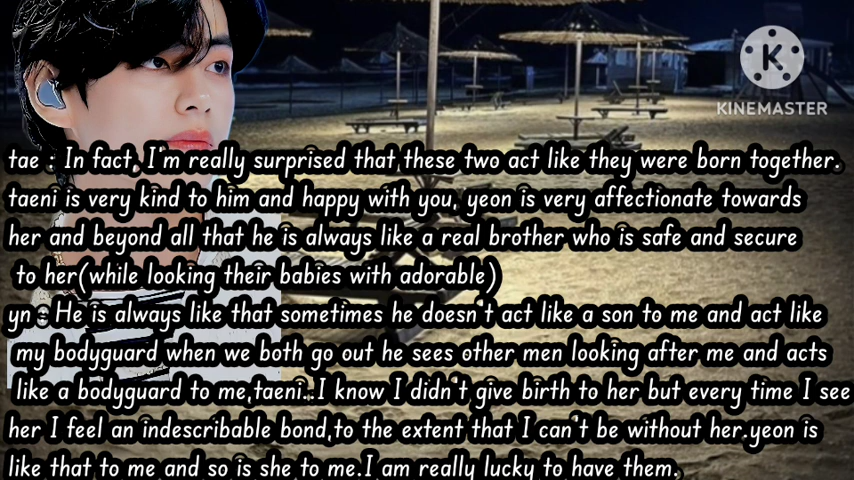 KINEMASTER
tae : In fact, I'm really surprised that these two act like they were born together.
taeni is very kind to him and happy with you, yeon is very affectionate towards
her and beyond all that he is always like a real brother who is safe and secure
to her(while looking their babies with adorable)
yn : He is always like that sometimes he doesn't act like a son to me and act like
my bodyguard when we both go out he sees other men looking after me and acts
like a bodyguard to me,taeni..I know I didn't give birth to her but every time I see
her I feel an indescribable bond,to the extent that I can't be without her.yeon is
like that to me and so is she to me.I am really lucky to have them.